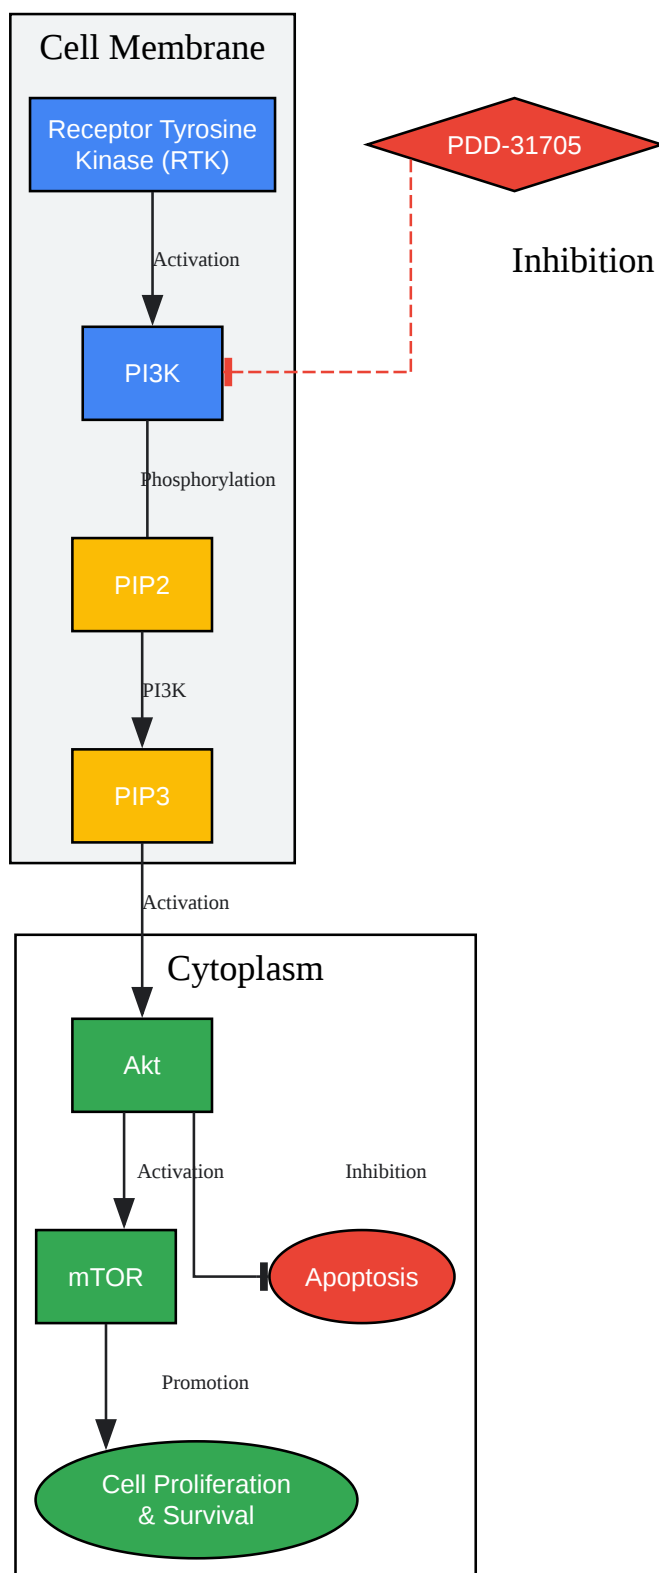 Cell Membrane
Receptor Tyrosine
Kinase (RTK)
PDD-31705
Activation
Inhibition
PI3K
Phosphorylation
PIP2
PI3K
PIP3
Activation
Cytoplasm
Akt
Activation
Inhibition
mTOR
Apoptosis
Promotion
Cell Proliferation
& Survival